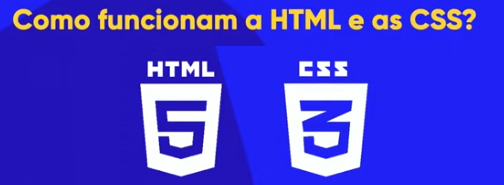 Como funcionam a HTML e as CSS?
HTML CSS
5 3